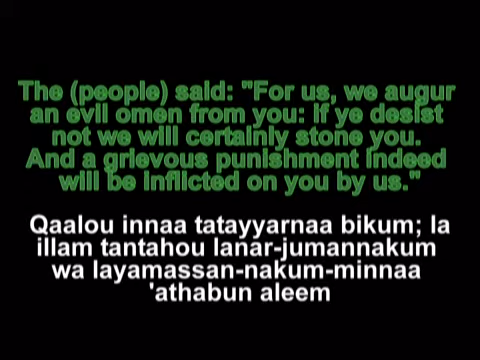 The (people) said: "For us, we augur
an evil omen from you: if ye desist
not we will certainly stone you.
And a grievous punishment indeed
will be inflicted on you by us."
Qaalou innaa tatayyarnaa bikum; la
illam tantahou lanar-jumannakum
wa layamassan-nakum-minnaa
'athabun aleem